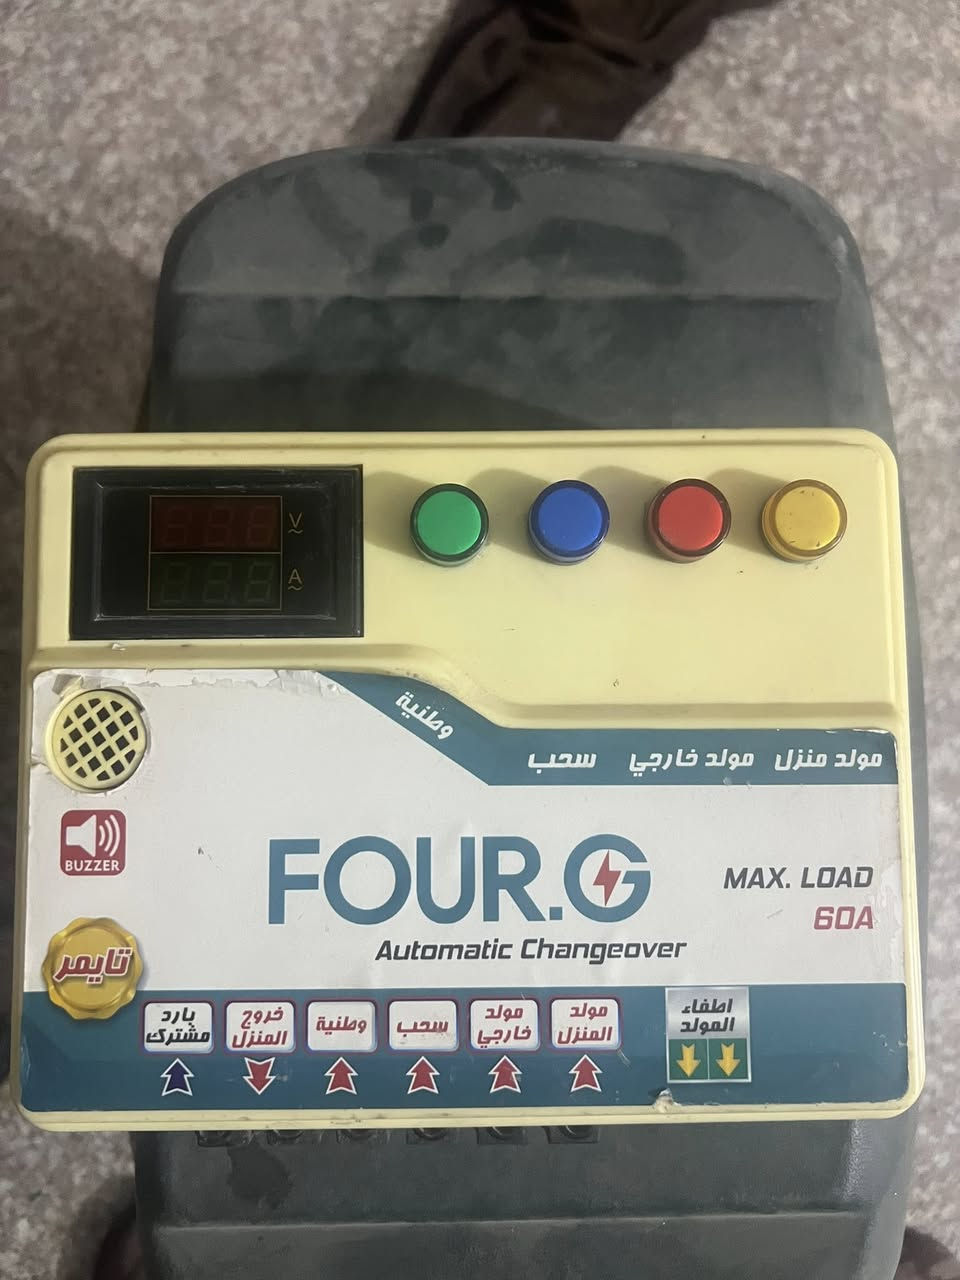 V
A
وطنية
سحب
مولد خارجي
مولد منزل
BUZZER
FOUR.G
Automatic Changeover
MAX. LOAD
60A
تايمر
بارد
مشترك
خروج
المنزل
وطنية
سحب
مولد
خارجي
مولد
المنزل
اطفاء
المولد